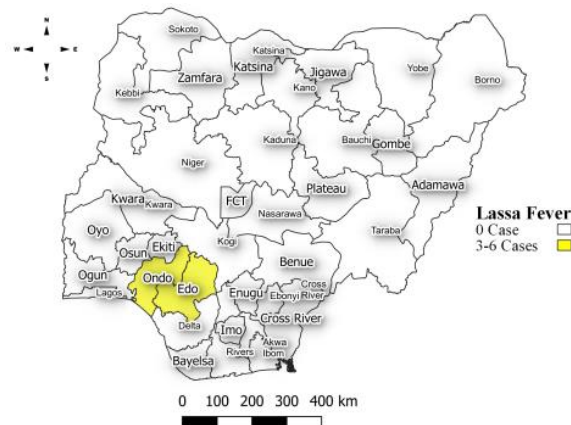 N
W E
S
Sokoto
Katsina
Katsina
Zamfara
Jigawa
Yobe
Borno
Kebbi
Kano
Kaduna
Bauchi
Gombe
Niger
Adamawa
Plateau
Kwara
Kwara
FCT
Nasarawa
Lassa Fever
0 Case
3-6 Cases
Oyo
Taraba
Kogi
Osun
Ekiti
Benue
Ogun
Ondo
Edo
Lagos
Enugu
Ebonyi
Cross
River
Cross River
Delta
Imo
Akwa
Ibom
Rivers
Bayelsa
0 100 200 300 400 km